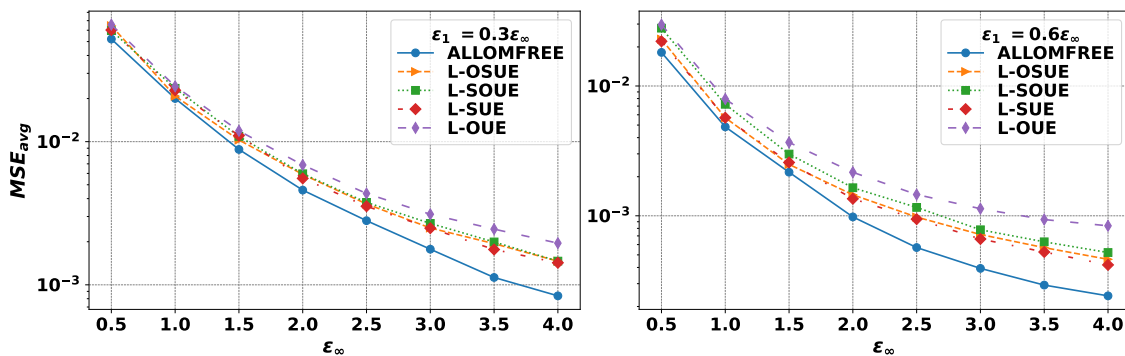 ε₁ = 0.3ε∞
ALLOMFREE
L-OSUE
L-SOUE
L-SUE
L-OUE
MSE_avg
10⁻²
10⁻³
0.5 1.0 1.5 2.0 2.5 3.0 3.5 4.0
ε∞
ε₁ = 0.6ε∞
ALLOMFREE
L-OSUE
L-SOUE
L-SUE
L-OUE
10⁻²
10⁻³
0.5 1.0 1.5 2.0 2.5 3.0 3.5 4.0
ε∞